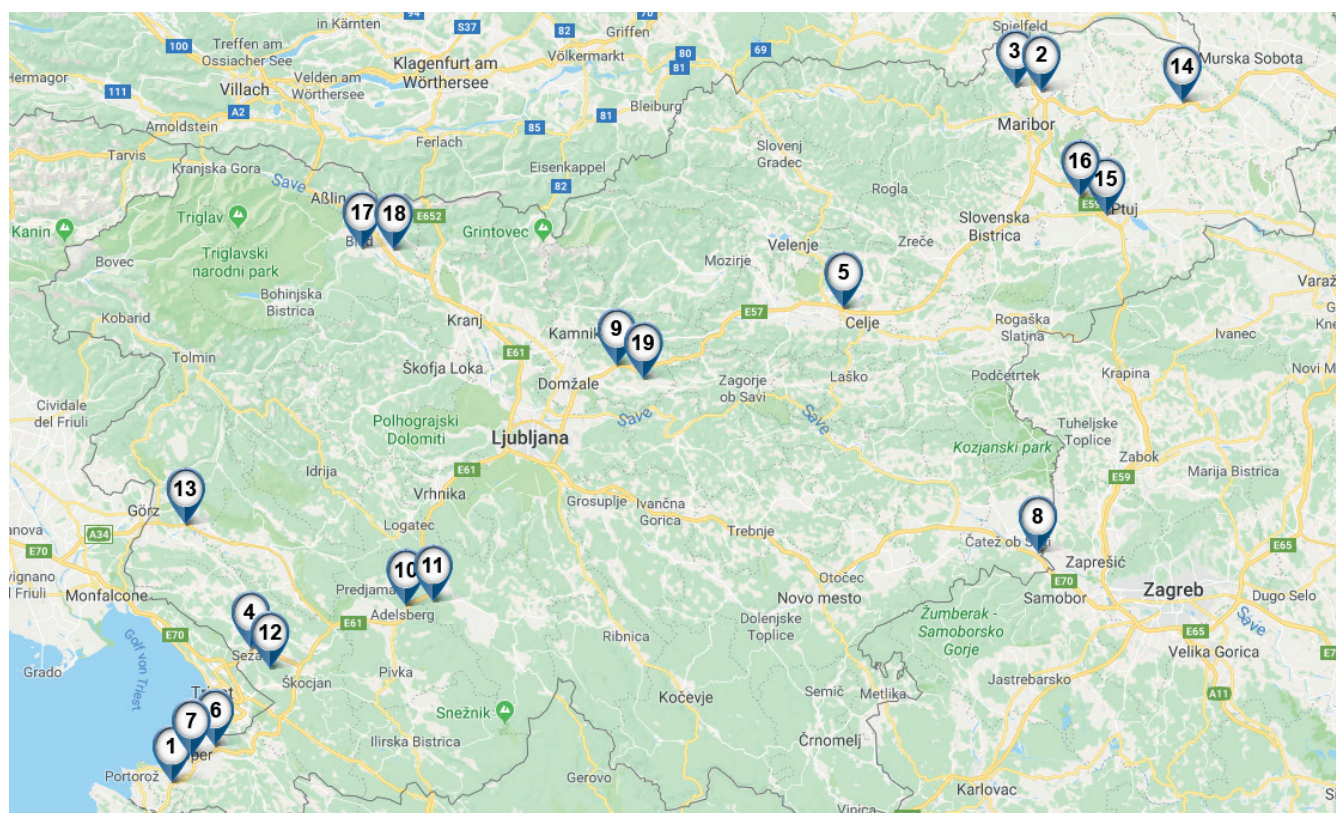 in Kärnten
94
S37
82
Griffen
70
Spielfeld
Treffen am
Ossiacher See
100
Klagenfurt am
Wörthersee
Völkermarkt
80
81
69
3
2
14
Murska Sobota
Hermagor
111
Villach
Velden am
Wörthersee
A2
Bleiburg
81
Maribor
Arnoldstein
Ferlach
85
Slovenj
Gradec
Tarvis
Kranjska Gora
Save
Eisenkappel
82
Rogla
16
15
Aßling
17
18
E652
Grintovec
E59
Ptuj
Kanin
Triglav
Triglavski
narodni park
Slovenska
Bistrica
Velenje
Zreče
Bovec
Mozirje
5
Bohinjska
Bistrica
Kobarid
Kranj
Kamnik
9
19
E57
Celje
Rogaška
Slatina
Ivanec
Tolmin
E61
Škofja Loka
Domžale
Zagorje
ob Savi
Laško
Podčetrtek
Krapina
Cividale
del Friuli
Polhograjski
Dolomiti
Save
Save
Tuheljske
Toplice
Ljubljana
Kozjanski park
Idrija
E61
Zabok
Marija Bistrica
13
Vrhnika
E59
Görz
Grosuplje
Ivančna
Gorica
8
A34
Logatec
Trebnje
E70
Čatež ob
E65
10
11
Zaprešić
Monfalcone
Predjama
Adelsberg
Otočec
Novo mesto
E70
Samobor
Zagreb
Dugo Selo
4
12
E61
Dolenjske
Toplice
Žumberak -
Samoborsko
Gorje
E65
Save
E70
Ribnica
Velika Gorica
Grado
Golf von Triest
Škocjan
Pivka
Semič
Metlika
Jastrebarsko
Kočevje
A11
6
7
1
Snežnik
Ilirska Bistrica
Črnomelj
Portorož
Gerovo
Karlovac
Vinica